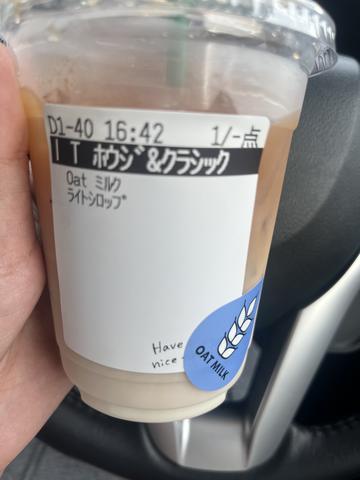 D1-40 16:42 1/-点
I T ホウジ&クラシック
Oat ミルク
ライトシロップ
Have
nice
OAT MILK